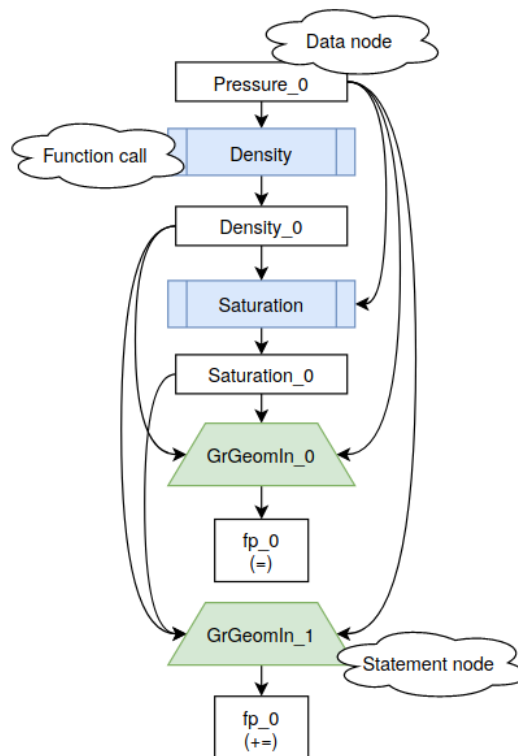 Data node
Pressure_0
Function call
Density
Density_0
Saturation
Saturation_0
GrGeomIn_0
fp_0
(=)
GrGeomIn_1
Statement node
fp_0
(+=)